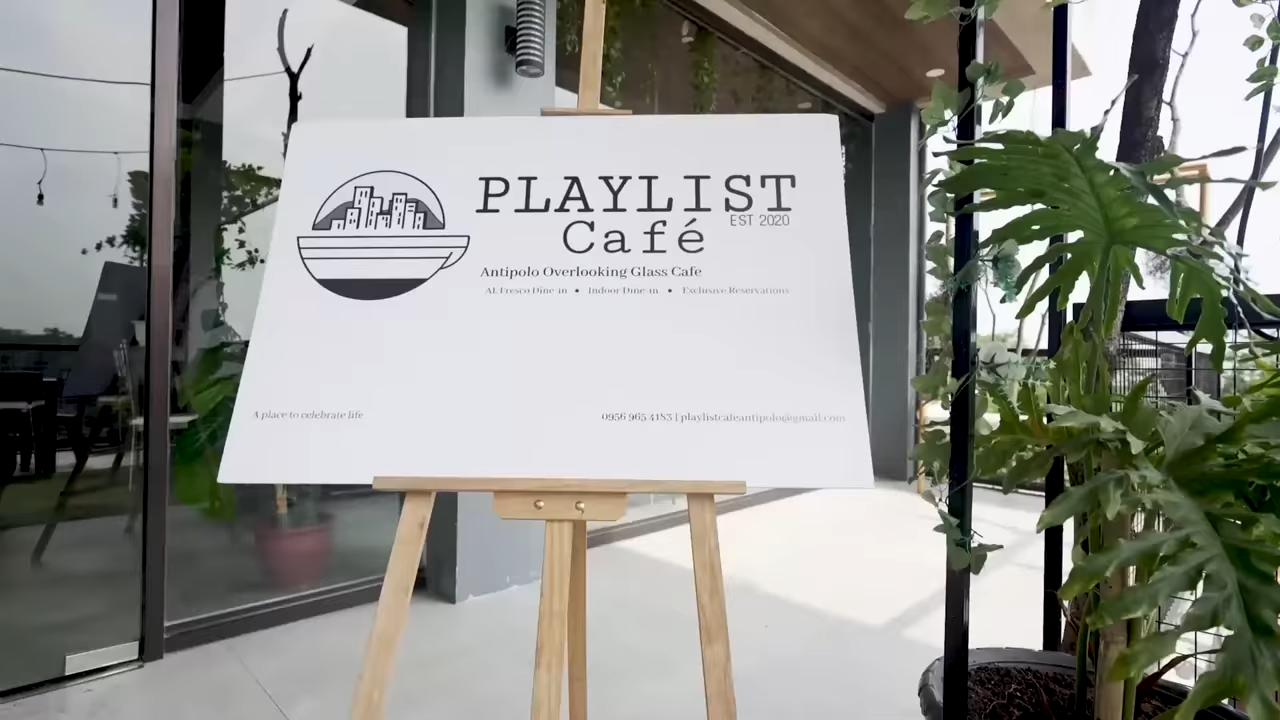 PLAYLIST
EST 2020
Café
Antipolo Overlooking Glass Cafe
AL Fresco Dine-in • Indoor Dine-in • Exclusive Reservations
A place to celebrate life
0956 965 4183 | playlistcafeantipolo@gmail.com